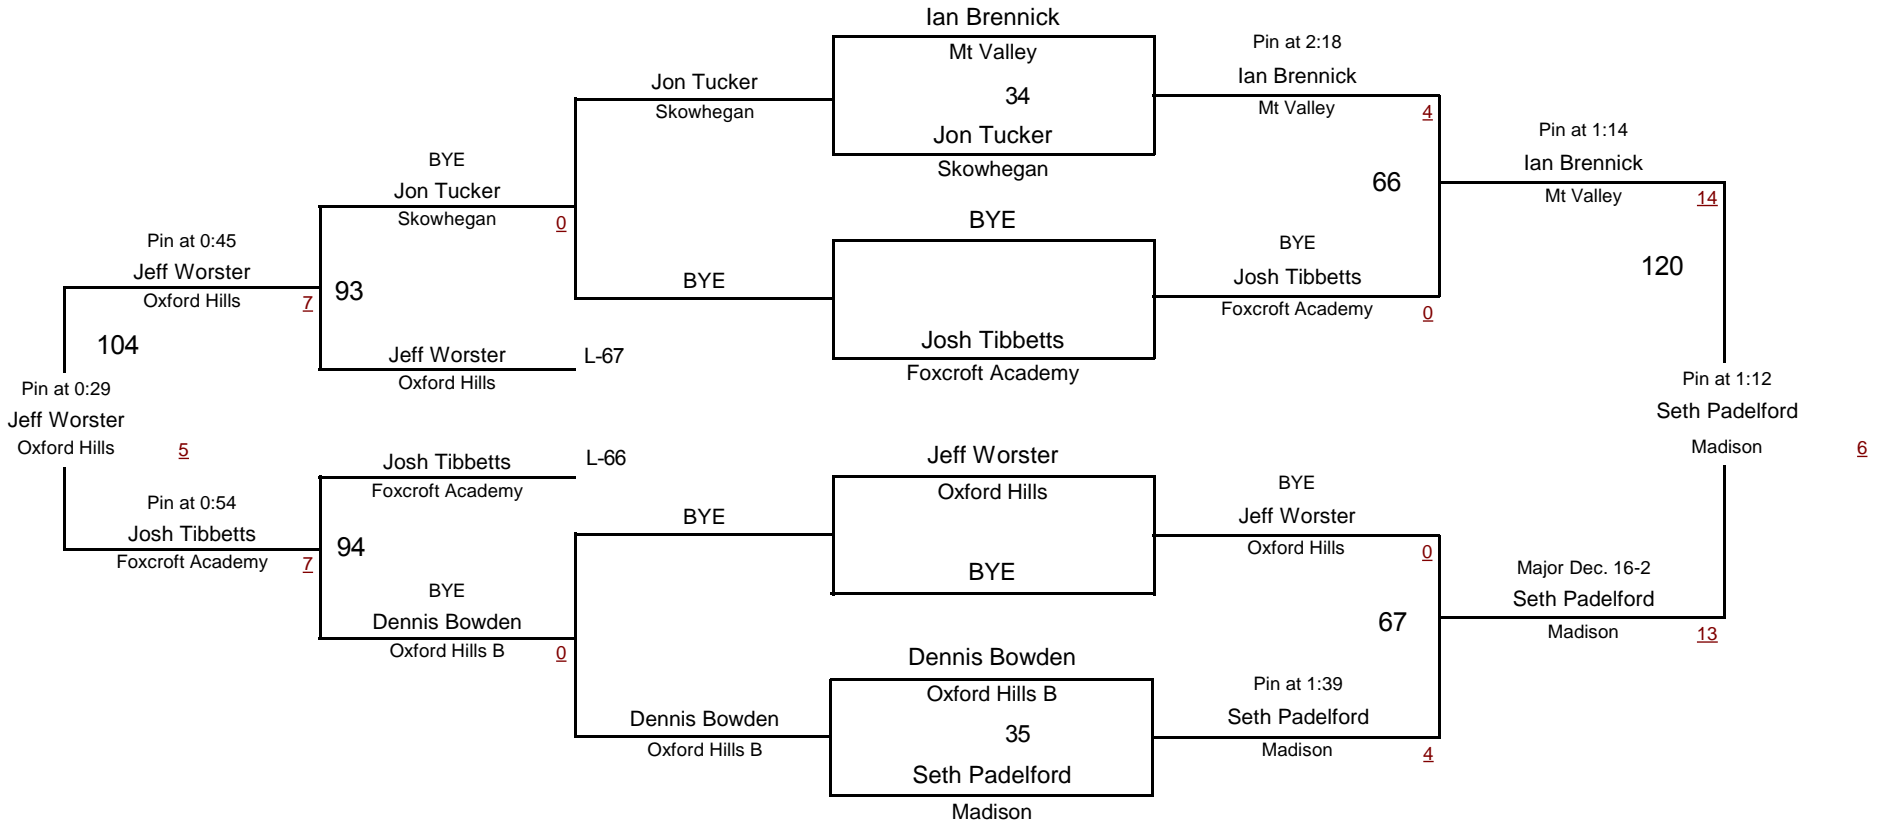 Ian Brennick
Mt Valley
34
Jon Tucker
Skowhegan
BYE
Josh Tibbetts
Foxcroft Academy
Jeff Worster
Oxford Hills
BYE
Dennis Bowden
Oxford Hills B
35
Seth Padelford
Madison
Pin at 2:18
Ian Brennick
Mt Valley
4
66
BYE
Josh Tibbetts
Foxcroft Academy
0
BYE
Jeff Worster
Oxford Hills
0
67
Pin at 1:39
Seth Padelford
Madison
4
Pin at 1:14
Ian Brennick
Mt Valley
14
120
Pin at 1:12
Seth Padelford
Madison
6
Major Dec. 16-2
Seth Padelford
Madison
13
Jon Tucker
Skowhegan
BYE
BYE
Dennis Bowden
Oxford Hills B
BYE
Jon Tucker
Skowhegan
0
93
Jeff Worster
Oxford Hills
L-67
Josh Tibbetts
Foxcroft Academy
L-66
94
BYE
Dennis Bowden
Oxford Hills B
0
Pin at 0:45
Jeff Worster
Oxford Hills
7
104
Pin at 0:29
Jeff Worster
Oxford Hills
5
Pin at 0:54
Josh Tibbetts
Foxcroft Academy
7